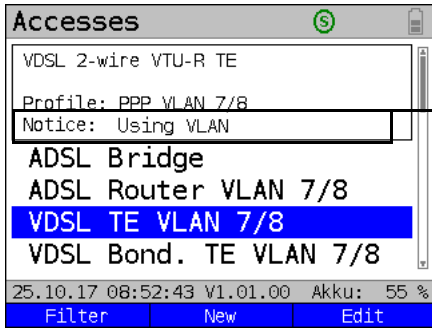 Accesses S
VDSL 2-wire VTU-R TE
Profile: PPP VLAN 7/8
Notice: Using VLAN
ADSL Bridge
ADSL Router VLAN 7/8
VDSL TE VLAN 7/8
VDSL Bond. TE VLAN 7/8
25.10.17 08:52:43 V1.01.00 Akku: 55 %
Filter New Edit